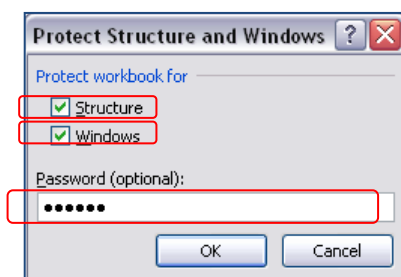 Protect Structure and Windows ?
Protect workbook for
Structure
Windows
Password (optional):
●●●●●●
OK Cancel